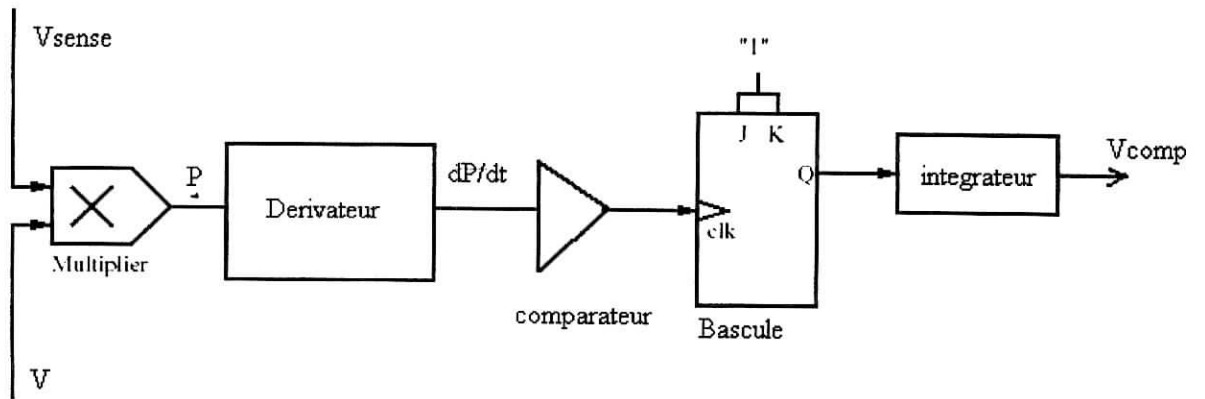 Vsense
"1"
J K
P
dP/dt
Q
Vcomp
Derivateur
integrateur
clk
Multiplier
comparateur
Bascule
V